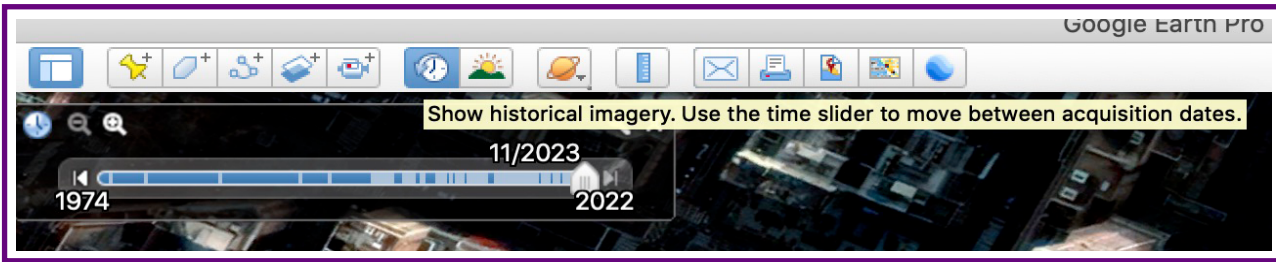 Google Earth Pro
Show historical imagery. Use the time slider to move between acquisition dates.
11/2023
1974
2022